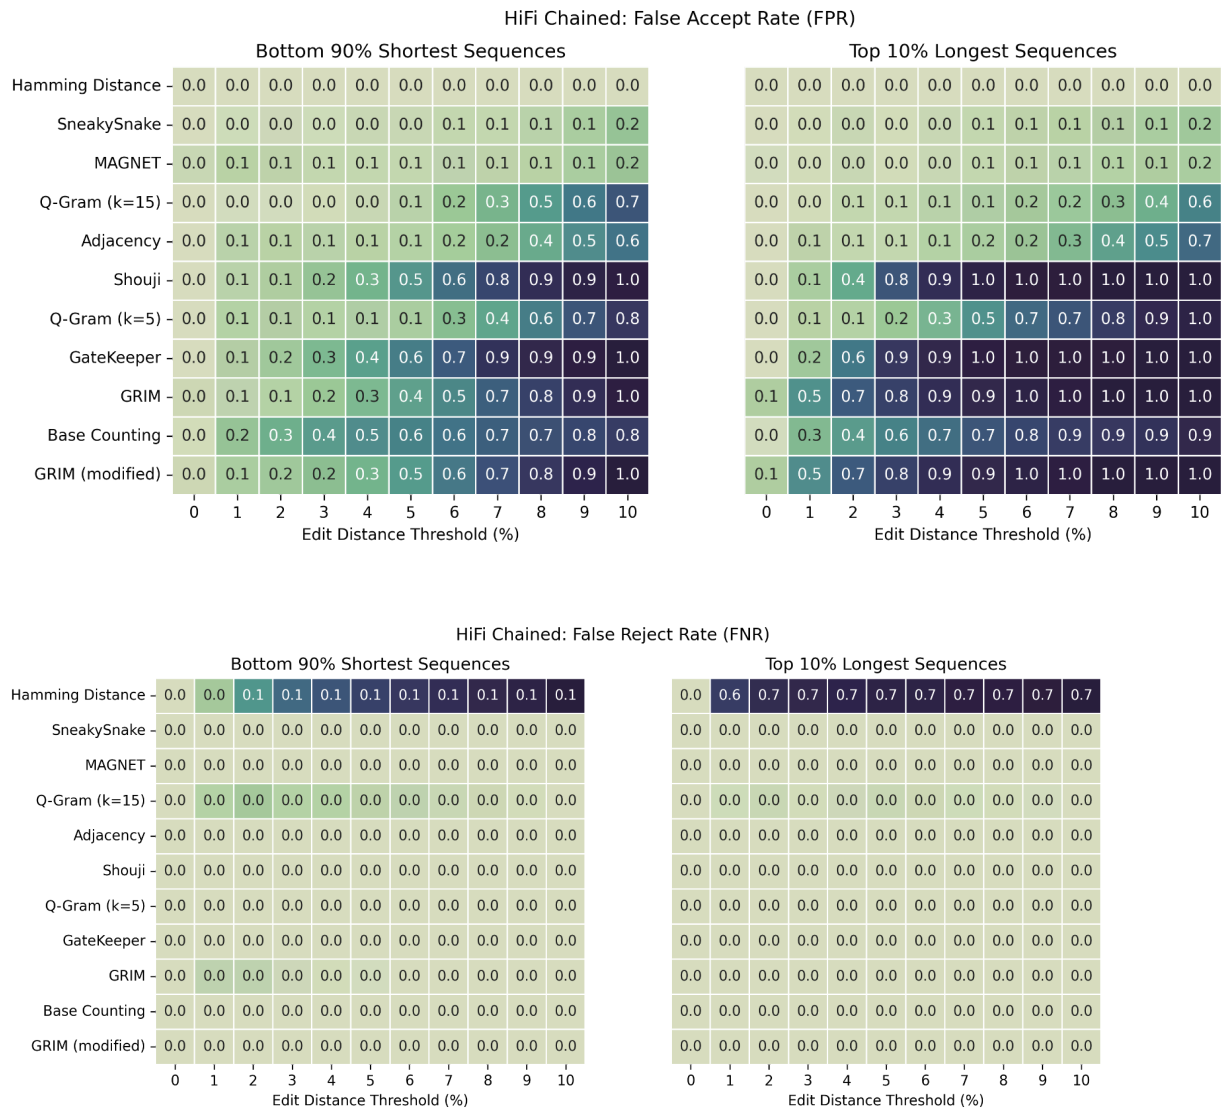 HiFi Chained: False Accept Rate (FPR)
Bottom 90% Shortest Sequences
Hamming Distance 0.0 0.0 0.0 0.0 0.0 0.0 0.0 0.0 0.0 0.0 0.0
SneakySnake 0.0 0.0 0.0 0.0 0.0 0.0 0.1 0.1 0.1 0.1 0.2
MAGNET 0.0 0.1 0.1 0.1 0.1 0.1 0.1 0.1 0.1 0.1 0.2
Q-Gram (k=15) 0.0 0.0 0.0 0.0 0.0 0.1 0.2 0.3 0.5 0.6 0.7
Adjacency 0.0 0.1 0.1 0.1 0.1 0.1 0.2 0.2 0.4 0.5 0.6
Shouji 0.0 0.1 0.1 0.2 0.3 0.5 0.6 0.8 0.9 0.9 1.0
Q-Gram (k=5) 0.0 0.1 0.1 0.1 0.1 0.1 0.3 0.4 0.6 0.7 0.8
GateKeeper 0.0 0.1 0.2 0.3 0.4 0.6 0.7 0.9 0.9 0.9 1.0
GRIM 0.0 0.1 0.1 0.2 0.3 0.4 0.5 0.7 0.8 0.9 1.0
Base Counting 0.0 0.2 0.3 0.4 0.5 0.6 0.6 0.7 0.7 0.8 0.8
GRIM (modified) 0.0 0.1 0.2 0.2 0.3 0.5 0.6 0.7 0.8 0.9 1.0
0 1 2 3 4 5 6 7 8 9 10
Edit Distance Threshold (%)
Top 10% Longest Sequences
0.0 0.0 0.0 0.0 0.0 0.0 0.0 0.0 0.0 0.0 0.0
0.0 0.0 0.0 0.0 0.0 0.1 0.1 0.1 0.1 0.1 0.2
0.0 0.0 0.0 0.0 0.0 0.1 0.1 0.1 0.1 0.1 0.2
0.0 0.0 0.1 0.1 0.1 0.1 0.2 0.2 0.3 0.4 0.6
0.0 0.1 0.1 0.1 0.1 0.2 0.2 0.3 0.4 0.5 0.7
0.0 0.1 0.4 0.8 0.9 1.0 1.0 1.0 1.0 1.0 1.0
0.0 0.1 0.1 0.2 0.3 0.5 0.7 0.7 0.8 0.9 1.0
0.0 0.2 0.6 0.9 0.9 1.0 1.0 1.0 1.0 1.0 1.0
0.1 0.5 0.7 0.8 0.9 0.9 1.0 1.0 1.0 1.0 1.0
0.0 0.3 0.4 0.6 0.7 0.7 0.8 0.9 0.9 0.9 0.9
0.1 0.5 0.7 0.8 0.9 0.9 1.0 1.0 1.0 1.0 1.0
0 1 2 3 4 5 6 7 8 9 10
Edit Distance Threshold (%)
HiFi Chained: False Reject Rate (FNR)
Bottom 90% Shortest Sequences
Hamming Distance 0.0 0.0 0.1 0.1 0.1 0.1 0.1 0.1 0.1 0.1 0.1
SneakySnake 0.0 0.0 0.0 0.0 0.0 0.0 0.0 0.0 0.0 0.0 0.0
MAGNET 0.0 0.0 0.0 0.0 0.0 0.0 0.0 0.0 0.0 0.0 0.0
Q-Gram (k=15) 0.0 0.0 0.0 0.0 0.0 0.0 0.0 0.0 0.0 0.0 0.0
Adjacency 0.0 0.0 0.0 0.0 0.0 0.0 0.0 0.0 0.0 0.0 0.0
Shouji 0.0 0.0 0.0 0.0 0.0 0.0 0.0 0.0 0.0 0.0 0.0
Q-Gram (k=5) 0.0 0.0 0.0 0.0 0.0 0.0 0.0 0.0 0.0 0.0 0.0
GateKeeper 0.0 0.0 0.0 0.0 0.0 0.0 0.0 0.0 0.0 0.0 0.0
GRIM 0.0 0.0 0.0 0.0 0.0 0.0 0.0 0.0 0.0 0.0 0.0
Base Counting 0.0 0.0 0.0 0.0 0.0 0.0 0.0 0.0 0.0 0.0 0.0
GRIM (modified) 0.0 0.0 0.0 0.0 0.0 0.0 0.0 0.0 0.0 0.0 0.0
0 1 2 3 4 5 6 7 8 9 10
Edit Distance Threshold (%)
Top 10% Longest Sequences
0.0 0.6 0.7 0.7 0.7 0.7 0.7 0.7 0.7 0.7 0.7
0.0 0.0 0.0 0.0 0.0 0.0 0.0 0.0 0.0 0.0 0.0
0.0 0.0 0.0 0.0 0.0 0.0 0.0 0.0 0.0 0.0 0.0
0.0 0.0 0.0 0.0 0.0 0.0 0.0 0.0 0.0 0.0 0.0
0.0 0.0 0.0 0.0 0.0 0.0 0.0 0.0 0.0 0.0 0.0
0.0 0.0 0.0 0.0 0.0 0.0 0.0 0.0 0.0 0.0 0.0
0.0 0.0 0.0 0.0 0.0 0.0 0.0 0.0 0.0 0.0 0.0
0.0 0.0 0.0 0.0 0.0 0.0 0.0 0.0 0.0 0.0 0.0
0.0 0.0 0.0 0.0 0.0 0.0 0.0 0.0 0.0 0.0 0.0
0.0 0.0 0.0 0.0 0.0 0.0 0.0 0.0 0.0 0.0 0.0
0.0 0.0 0.0 0.0 0.0 0.0 0.0 0.0 0.0 0.0 0.0
0 1 2 3 4 5 6 7 8 9 10
Edit Distance Threshold (%)